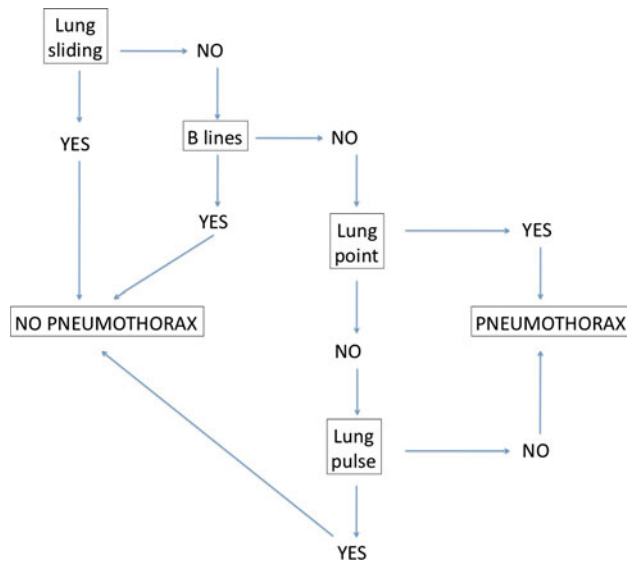 Lung
sliding
NO
YES
B lines
NO
YES
Lung
point
YES
NO PNEUMOTHORAX
PNEUMOTHORAX
NO
Lung
pulse
NO
YES